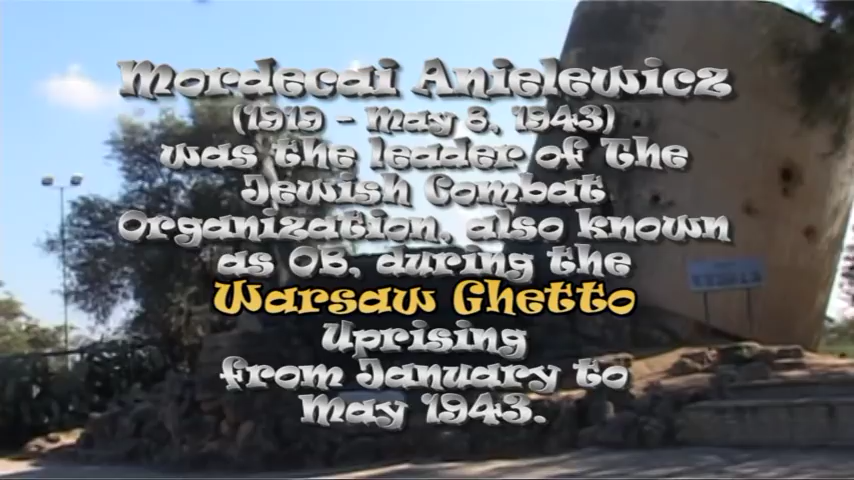 Mordecai Anielewicz
(1919 - May 8, 1943)
was the leader of The
Jewish Combat
Organization, also known
as OB, during the
Warsaw Ghetto
Uprising
from January to
May 1943.